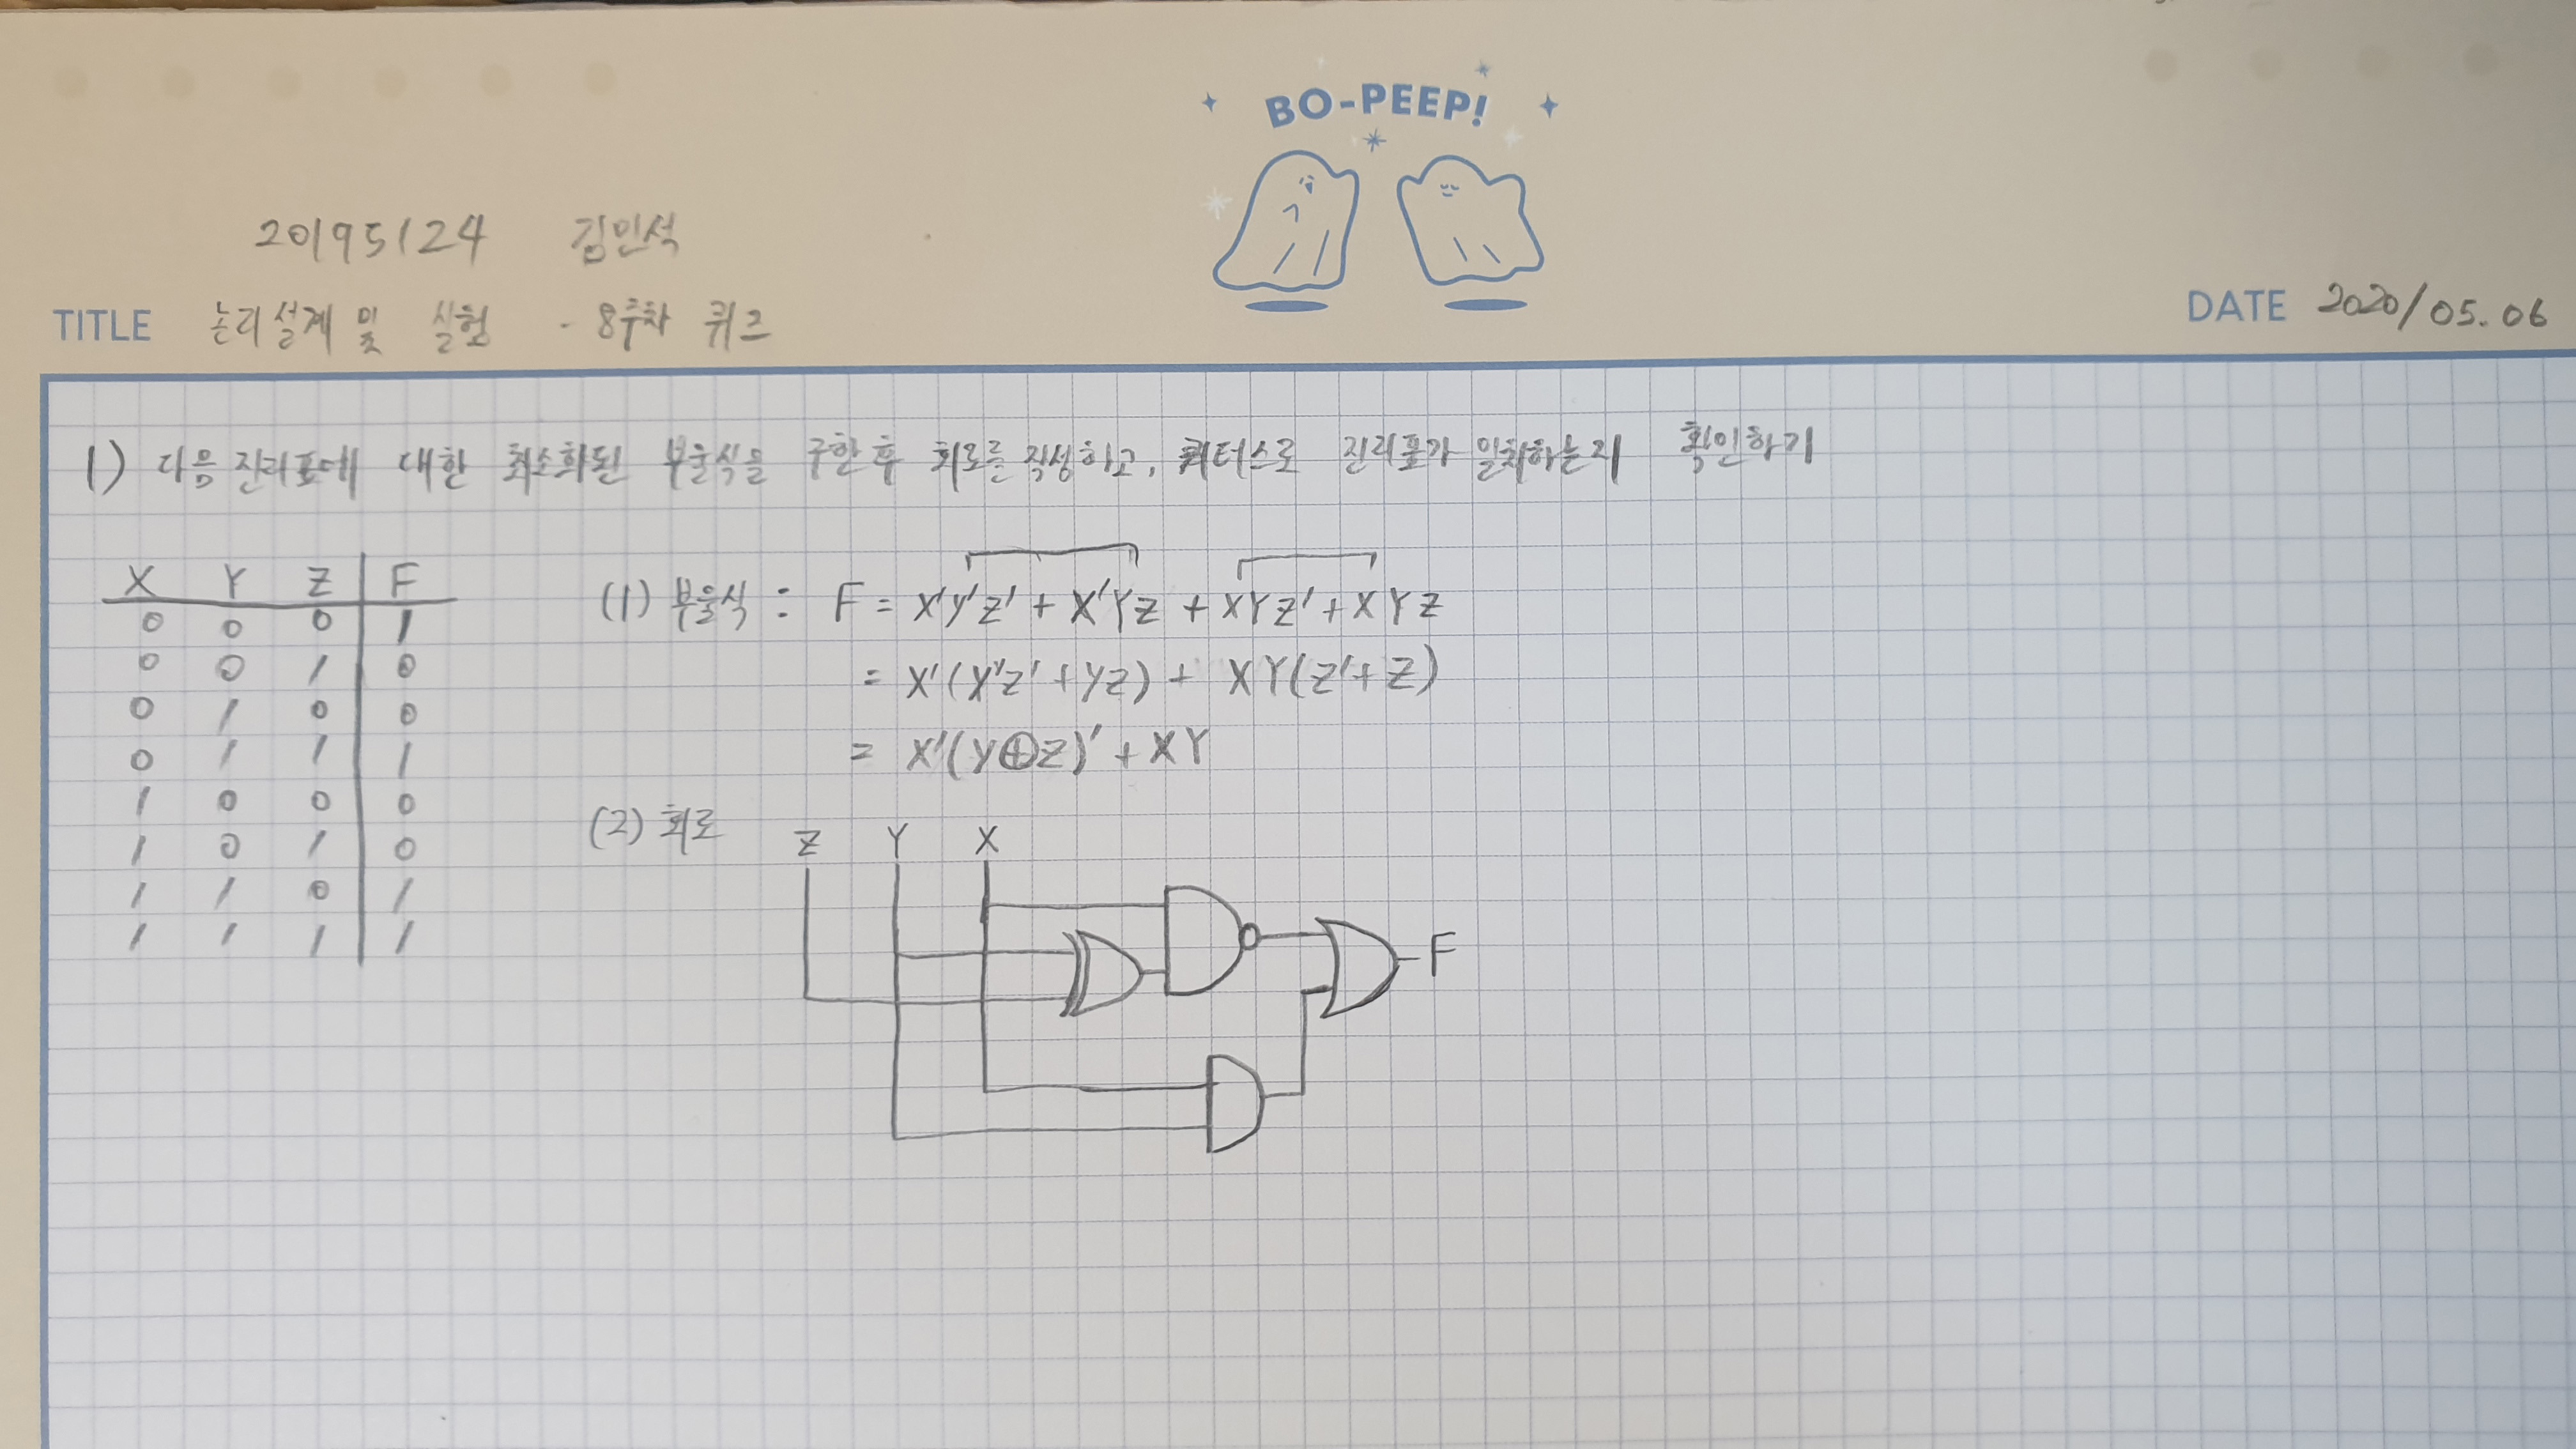 BO-PEEP!
20195124 김민석
TITLE 논리설계 및 실험 - 8주차 퀴즈
DATE 2020/05.06
1) 다음 진리표에 대한 최소화된 부울식을 구한 후 회로를 작성하고, 쿼터스로 진리표가 일치하는지 확인하기
X Y Z F
0 0 0 1
0 0 1 0
0 1 0 0
0 1 1 1
1 0 0 0
1 0 1 0
1 1 0 1
1 1 1 1
(1) 부울식 : F = X'Y'Z' + X'YZ + XYZ' + XYZ
= X'(Y'Z' + YZ) + XY(Z'+Z)
= X'(Y⊕Z)' + XY
(2) 회로
Z Y X
F